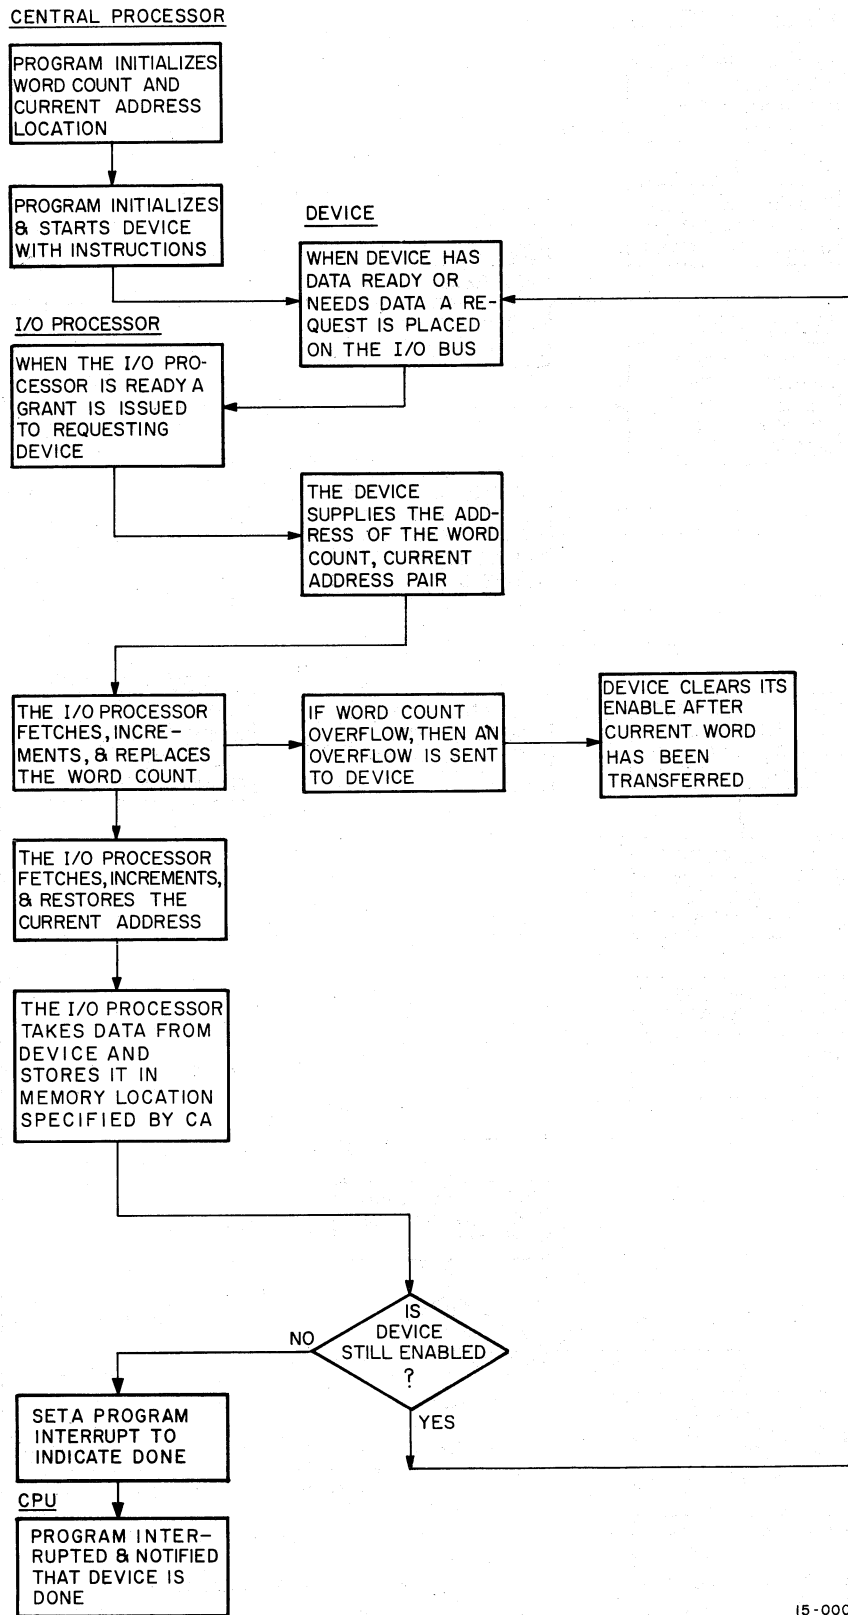 CENTRAL PROCESSOR
PROGRAM INITIALIZES
WORD COUNT AND
CURRENT ADDRESS
LOCATION
PROGRAM INITIALIZES
& STARTS DEVICE
WITH INSTRUCTIONS
DEVICE
WHEN DEVICE HAS
DATA READY OR
NEEDS DATA A RE-
QUEST IS PLACED
ON THE I/O BUS
I/O PROCESSOR
WHEN THE I/O PRO-
CESSOR IS READY A
GRANT IS ISSUED
TO REQUESTING
DEVICE
THE DEVICE
SUPPLIES THE ADD-
RESS OF THE WORD
COUNT, CURRENT
ADDRESS PAIR
THE I/O PROCESSOR
FETCHES, INCRE-
MENTS, & REPLACES
THE WORD COUNT
IF WORD COUNT
OVERFLOW, THEN AN
OVERFLOW IS SENT
TO DEVICE
DEVICE CLEARS ITS
ENABLE AFTER
CURRENT WORD
HAS BEEN
TRANSFERRED
THE I/O PROCESSOR
FETCHES, INCREMENTS,
& RESTORES THE
CURRENT ADDRESS
THE I/O PROCESSOR
TAKES DATA FROM
DEVICE AND
STORES IT IN
MEMORY LOCATION
SPECIFIED BY CA
IS
DEVICE
STILL ENABLED
?
NO
YES
SET A PROGRAM
INTERRUPT TO
INDICATE DONE
CPU
PROGRAM INTER-
RUPTED & NOTIFIED
THAT DEVICE IS
DONE
15-000